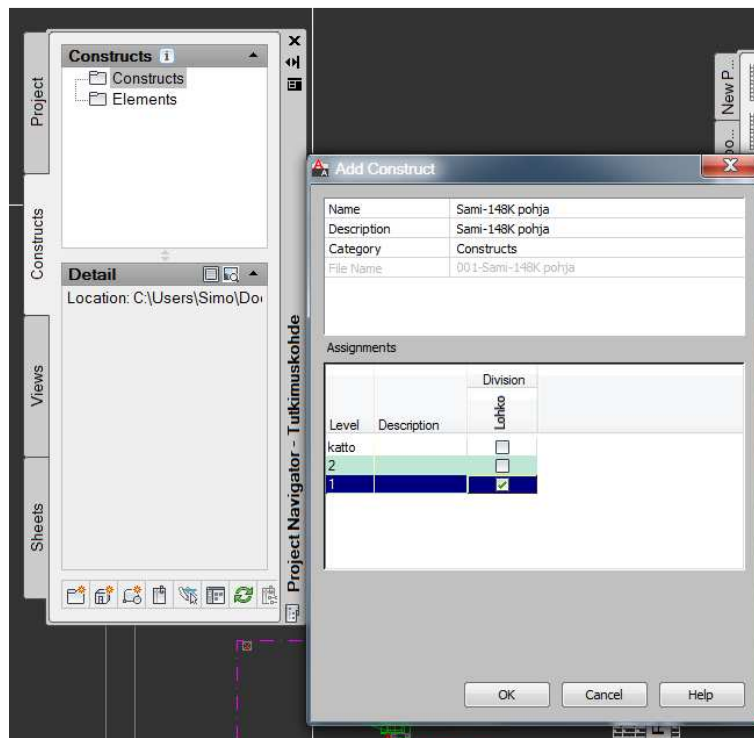 Constructs
Constructs
Elements
Project
Constructs
Views
Sheets
Detail
Location: C:\Users\Simo\Do
Project Navigator - Tutkimuskohde
New P...
Add Construct
Name Sami-148K pohja
Description Sami-148K pohja
Category Constructs
File Name 001-Sami-148K pohja
Assignments
Division
Level Description Lohko
katto
2
1
OK Cancel Help